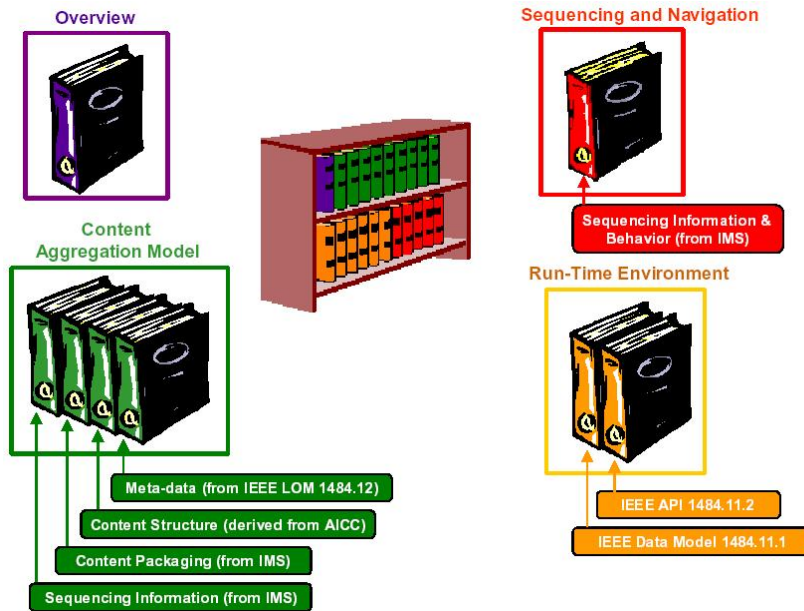 Overview
Sequencing and Navigation
Sequencing Information &
Behavior (from IMS)
Content
Aggregation Model
Run-Time Environment
Meta-data (from IEEE LOM 1484.12)
Content Structure (derived from AICC)
Content Packaging (from IMS)
Sequencing Information (from IMS)
IEEE API 1484.11.2
IEEE Data Model 1484.11.1